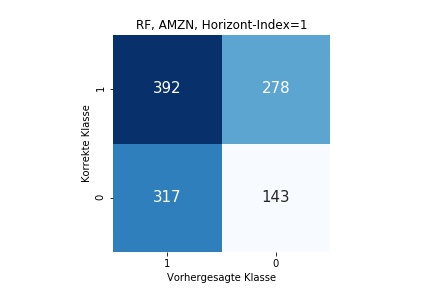 RF, AMZN, Horizont-Index=1
Korrekte Klasse
1
392
278
0
317
143
1
0
Vorhergesagte Klasse